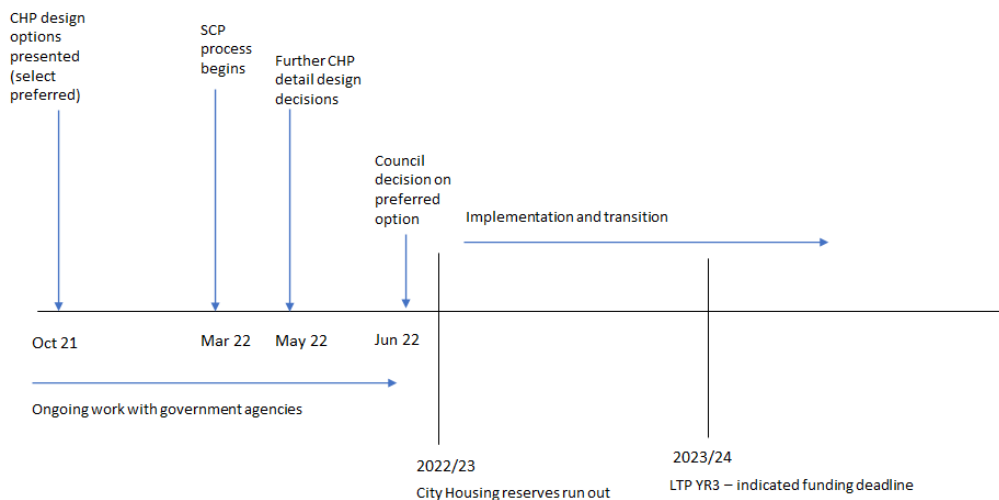 CHP design
options
presented
(select
preferred)
SCP
process
begins
Further CHP
detail design
decisions
Council
decision on
preferred
option
Implementation and transition
Oct 21
Mar 22
May 22
Jun 22
Ongoing work with government agencies
2022/23
City Housing reserves run out
2023/24
LTP YR3 – indicated funding deadline